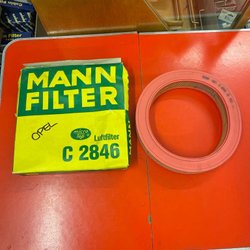 MANN
FILTER
OPEL
Luftfilter
C 2846